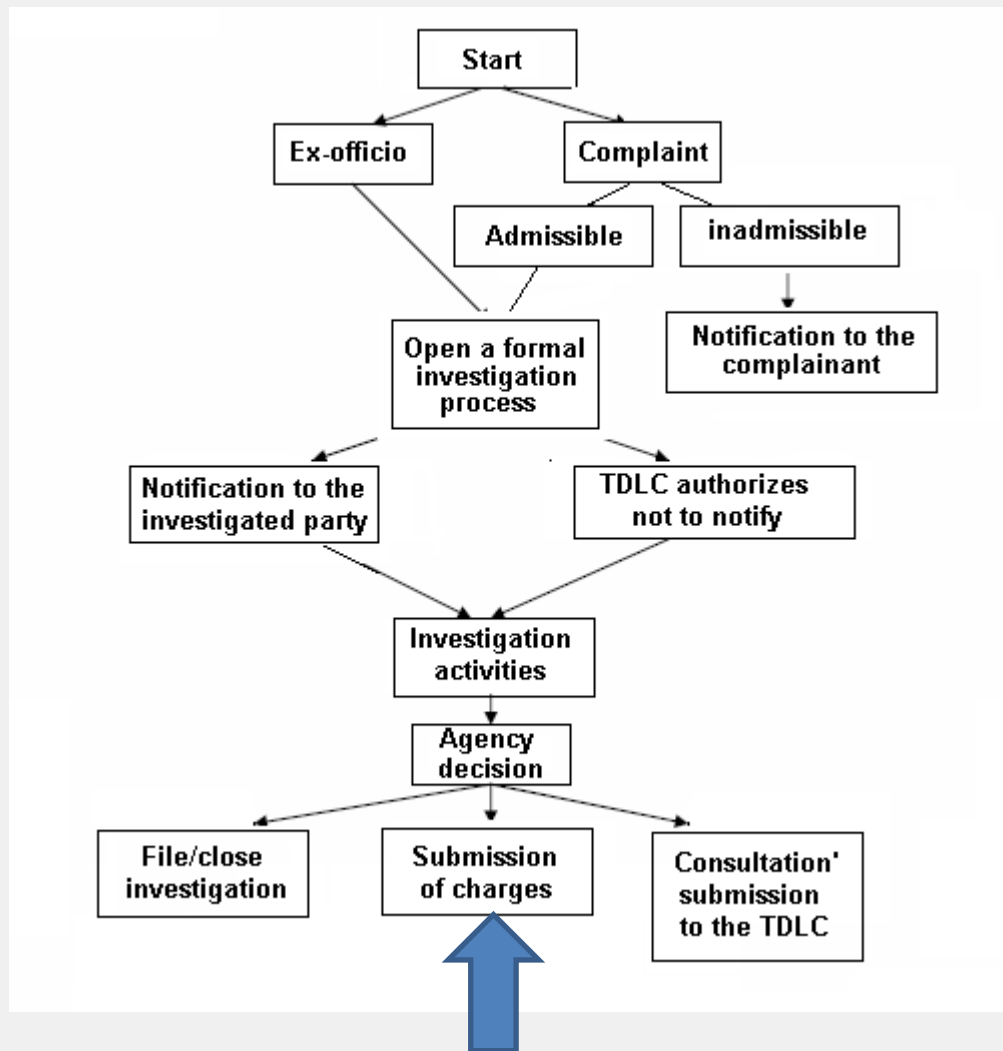 Start
Ex-officio
Complaint
Admissible
inadmissible
Open a formal
investigation
process
Notification to the
complainant
Notification to the
investigated party
TDLC authorizes
not to notify
Investigation
activities
Agency
decision
File/close
investigation
Submission
of charges
Consultation'
submission
to the TDLC